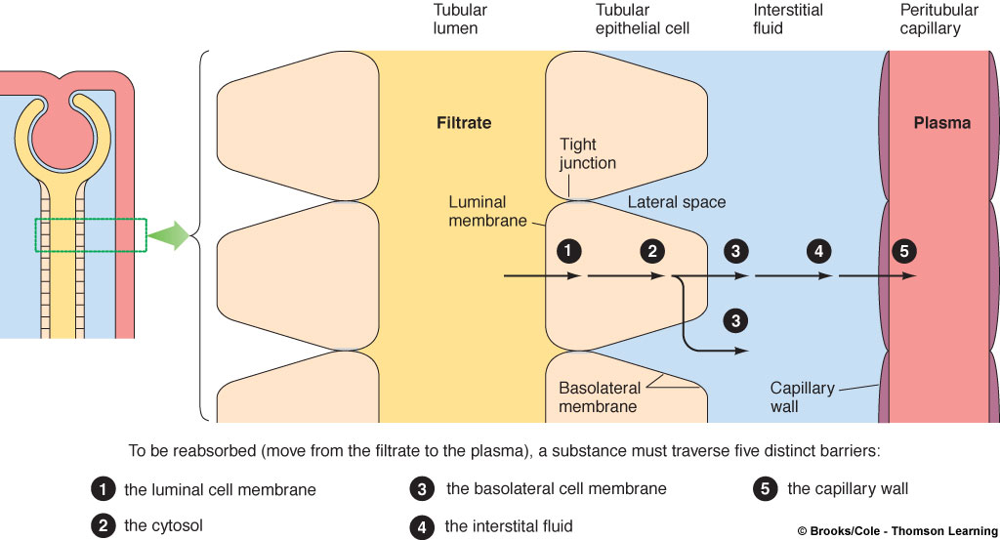 Tubular
lumen
Tubular
epithelial cell
Interstitial
fluid
Peritubular
capillary
Filtrate
Plasma
Tight
junction
Luminal
membrane
Lateral space
1
2
3
4
5
3
Basolateral
membrane
Capillary
wall
To be reabsorbed (move from the filtrate to the plasma), a substance must traverse five distinct barriers:
1 the luminal cell membrane
3 the basolateral cell membrane
5 the capillary wall
2 the cytosol
4 the interstital fluid
© Brooks/Cole - Thomson Learning